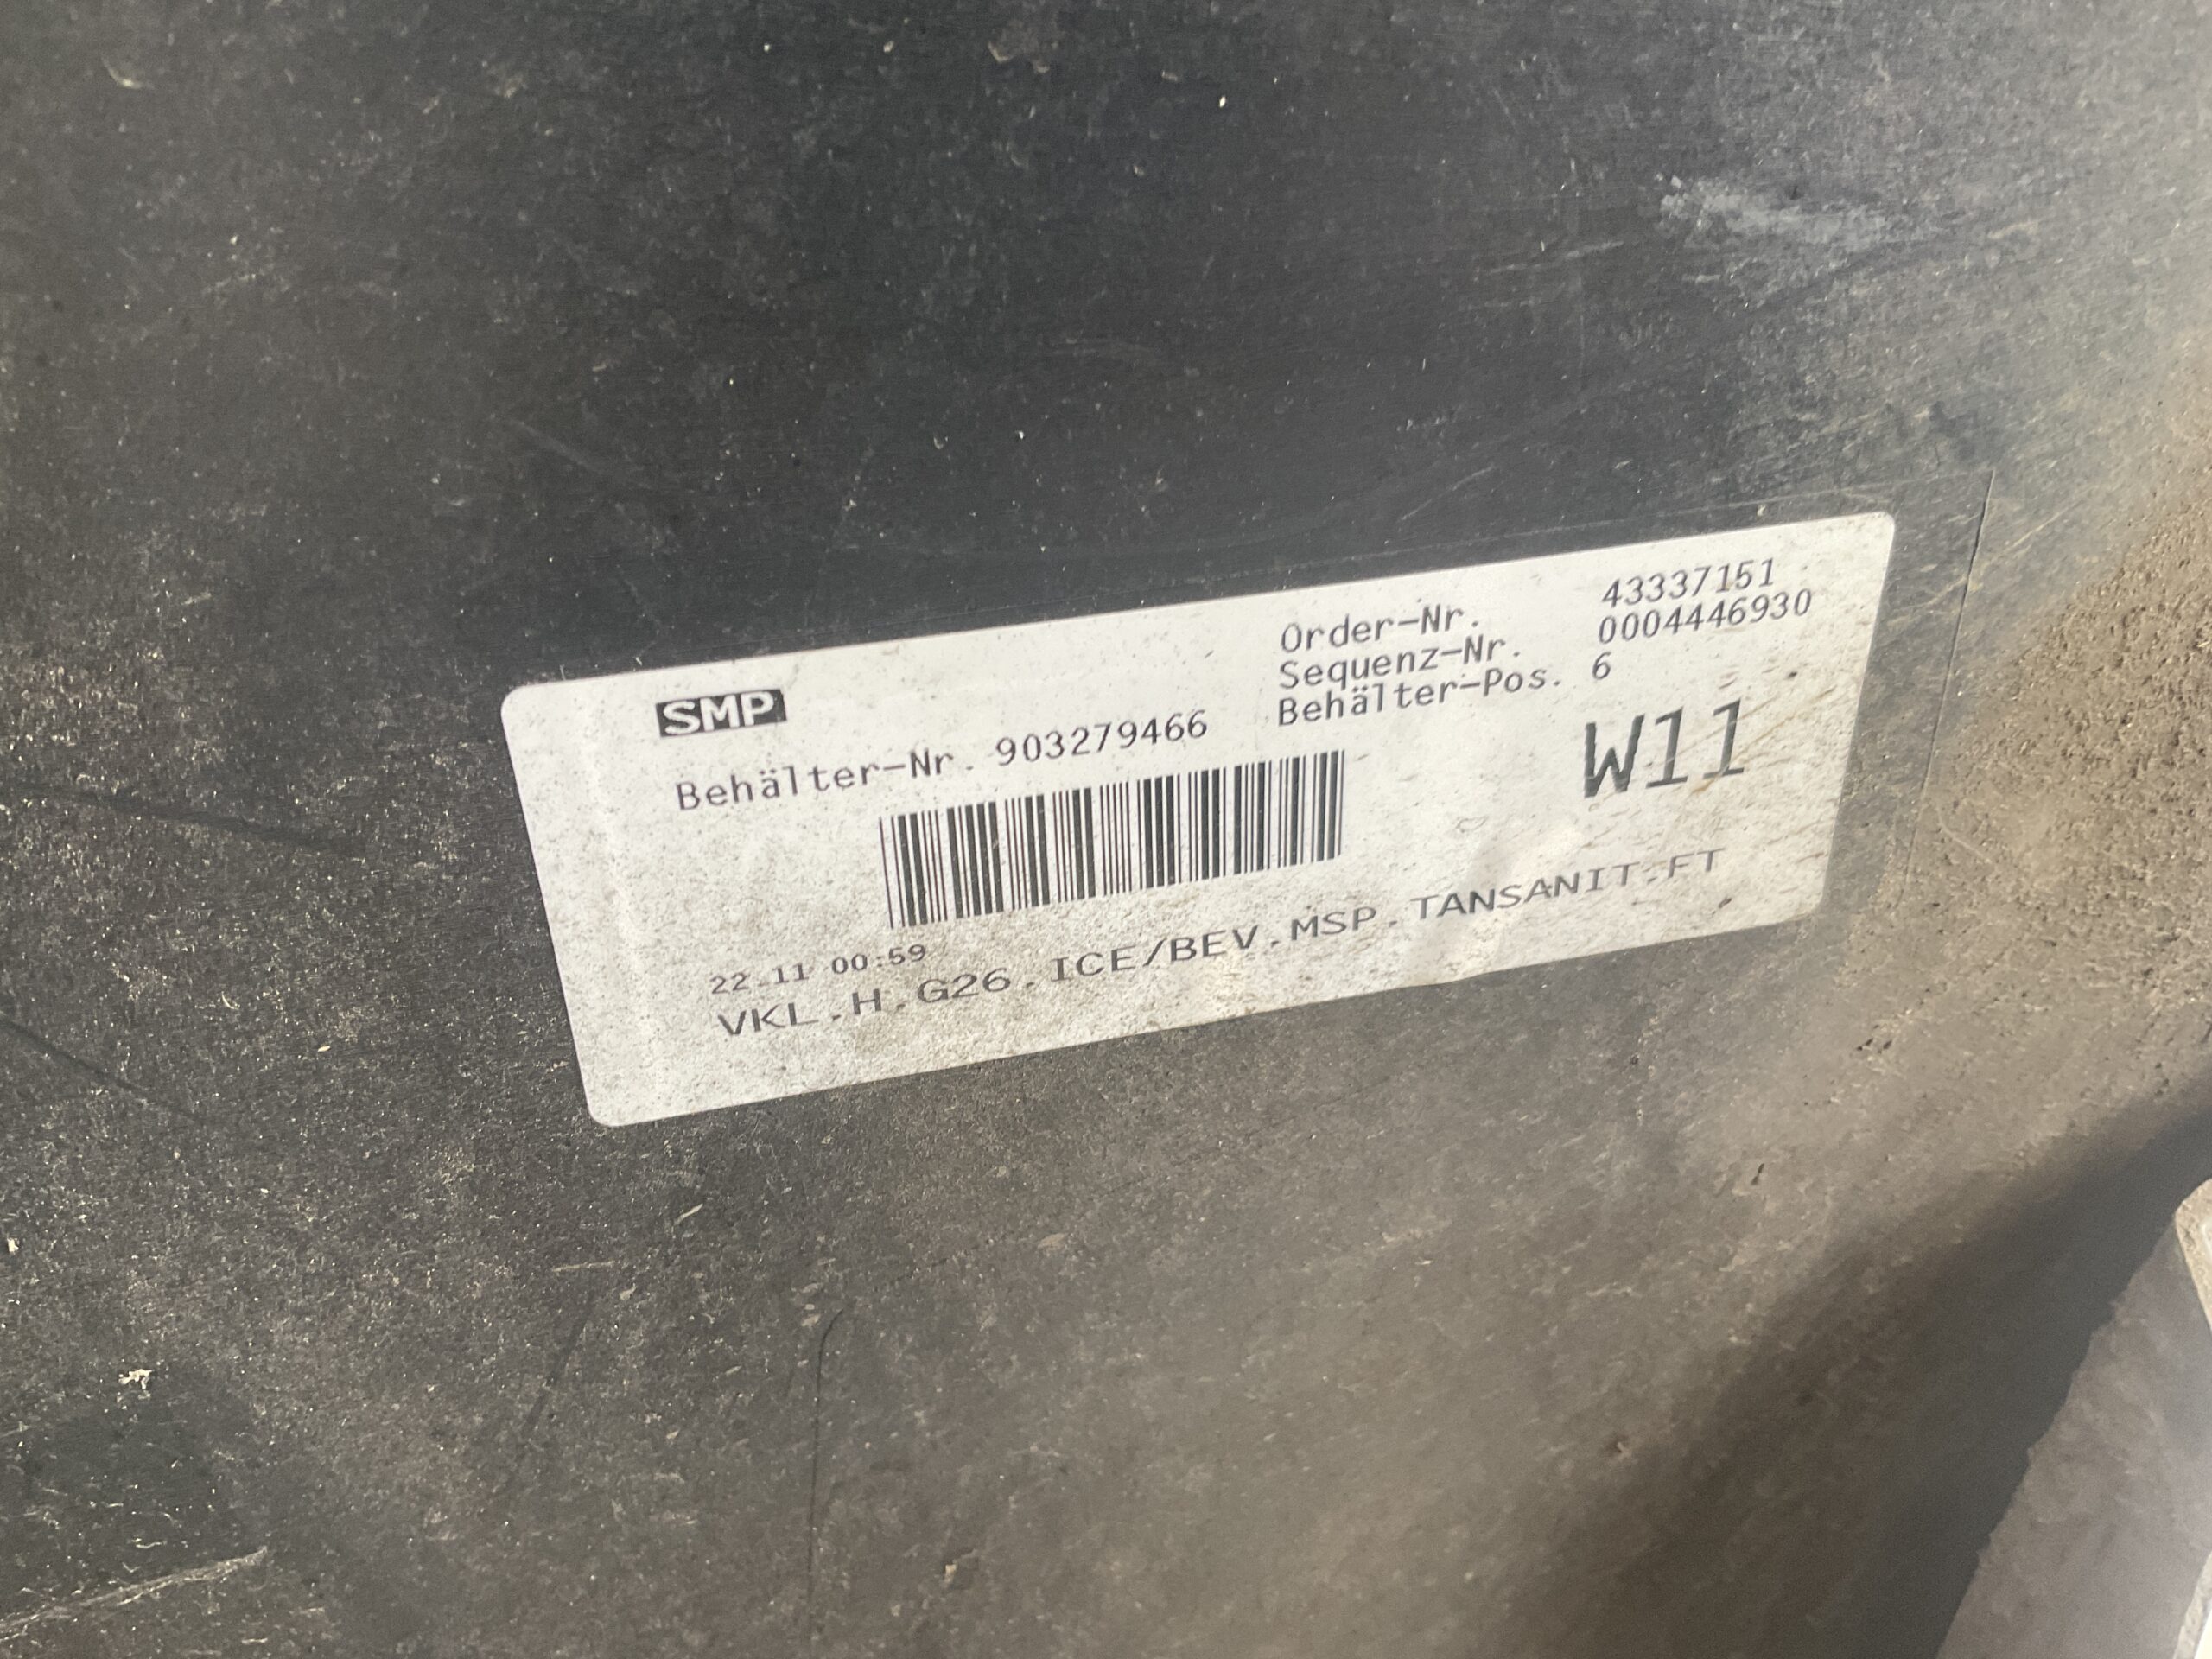 SMP
Order-Nr. 43337151
Sequenz-Nr. 0004446930
Behälter-Pos. 6
Behälter-Nr. 903279466
W11
22.11 00:59
VKL.H.G26.ICE/BEV.MSP.TANSANIT.FT